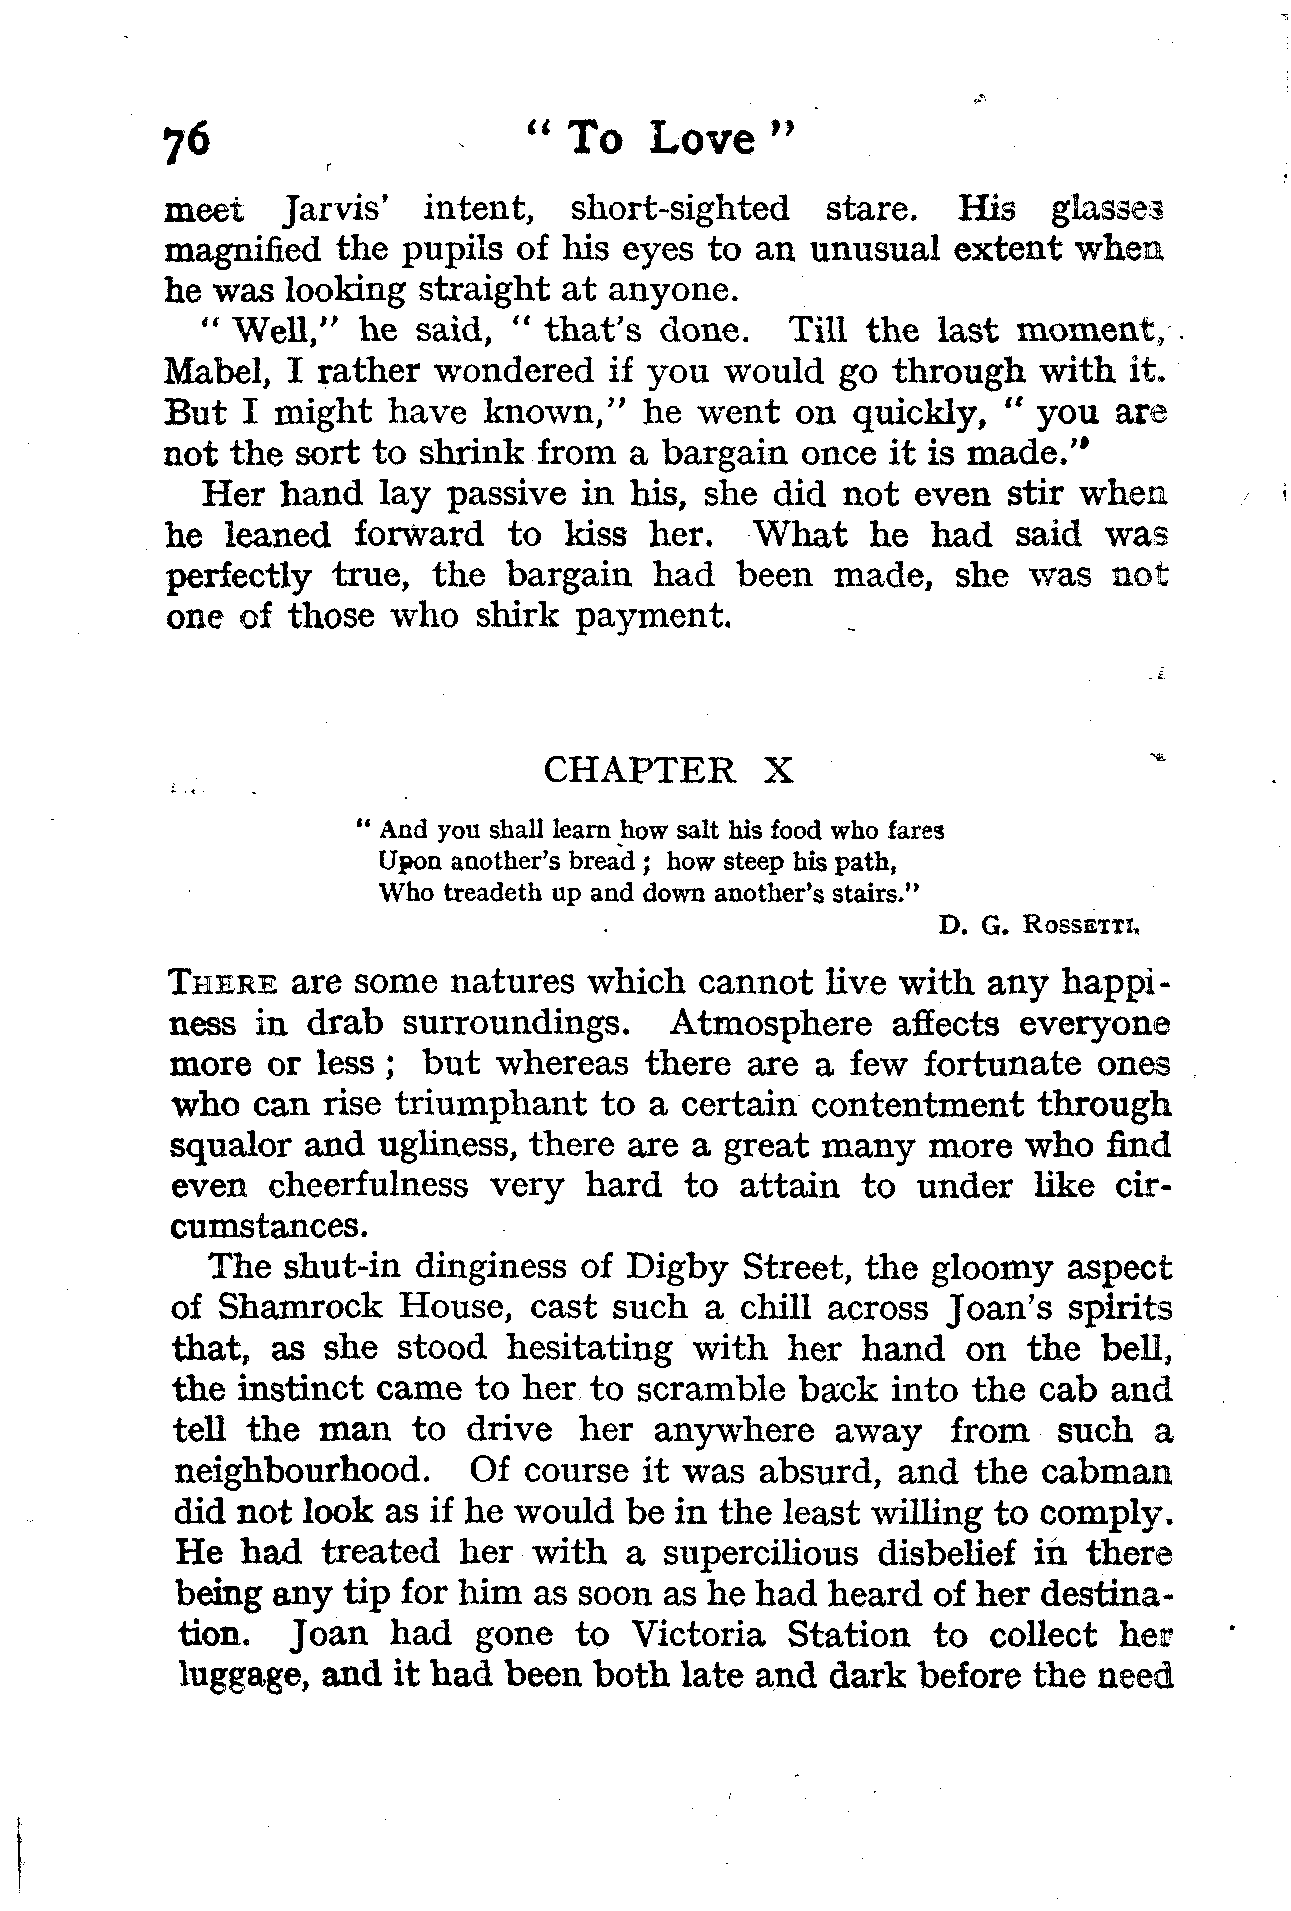 76 “ To Love ”
meet Jarvis’ intent, short-sighted stare. His glasses
magnified the pupils of his eyes to an unusual extent when
he was looking straight at anyone.
“ Well,” he said, “ that’s done. Till the last moment,
Mabel, I rather wondered if you would go through with it.
But I might have known,” he went on quickly, “ you are
not the sort to shrink from a bargain once it is made.”
Her hand lay passive in his, she did not even stir when
he leaned forward to kiss her. What he had said was
perfectly true, the bargain had been made, she was not
one of those who shirk payment.
CHAPTER X
“ And you shall learn how salt his food who fares
Upon another’s bread ; how steep his path,
Who treadeth up and down another’s stairs.”
D. G. ROSSETTI.
THERE are some natures which cannot live with any happi-
ness in drab surroundings. Atmosphere affects everyone
more or less ; but whereas there are a few fortunate ones
who can rise triumphant to a certain contentment through
squalor and ugliness, there are a great many more who find
even cheerfulness very hard to attain to under like cir-
cumstances.
The shut-in dinginess of Digby Street, the gloomy aspect
of Shamrock House, cast such a chill across Joan’s spirits
that, as she stood hesitating with her hand on the bell,
the instinct came to her to scramble back into the cab and
tell the man to drive her anywhere away from such a
neighbourhood. Of course it was absurd, and the cabman
did not look as if he would be in the least willing to comply.
He had treated her with a supercilious disbelief in there
being any tip for him as soon as he had heard of her destina-
tion. Joan had gone to Victoria Station to collect her
luggage, and it had been both late and dark before the need